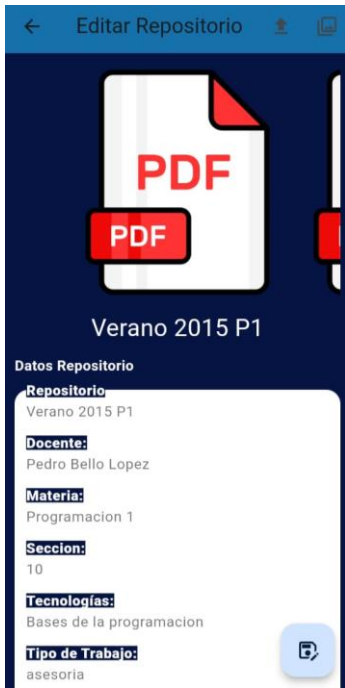 Editar Repositorio
PDF
PDF
Verano 2015 P1
Datos Repositorio
Repositorio
Verano 2015 P1
Docente:
Pedro Bello Lopez
Materia:
Programacion 1
Seccion:
10
Tecnologías:
Bases de la programacion
Tipo de Trabajo:
asesoria